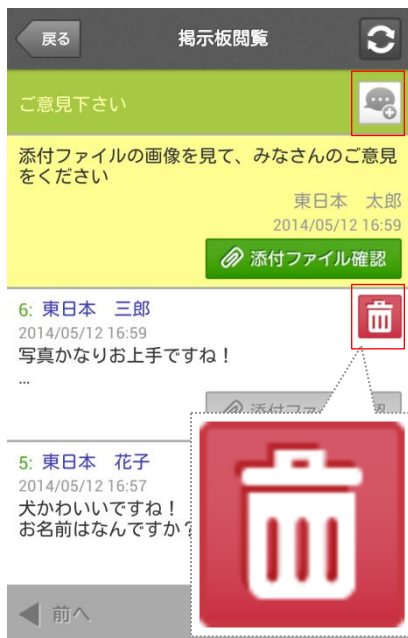 戻る
掲示板閲覧
ご意見下さい
添付ファイルの画像を見て、みなさんのご意見
をください
東日本　太郎
2014/05/12 16:59
添付ファイル確認
6: 東日本　三郎
2014/05/12 16:59
写真かなりお上手ですね！
...
添付ファ
5: 東日本　花子
2014/05/12 16:57
犬かわいいですね！
お名前はなんですか？
前へ